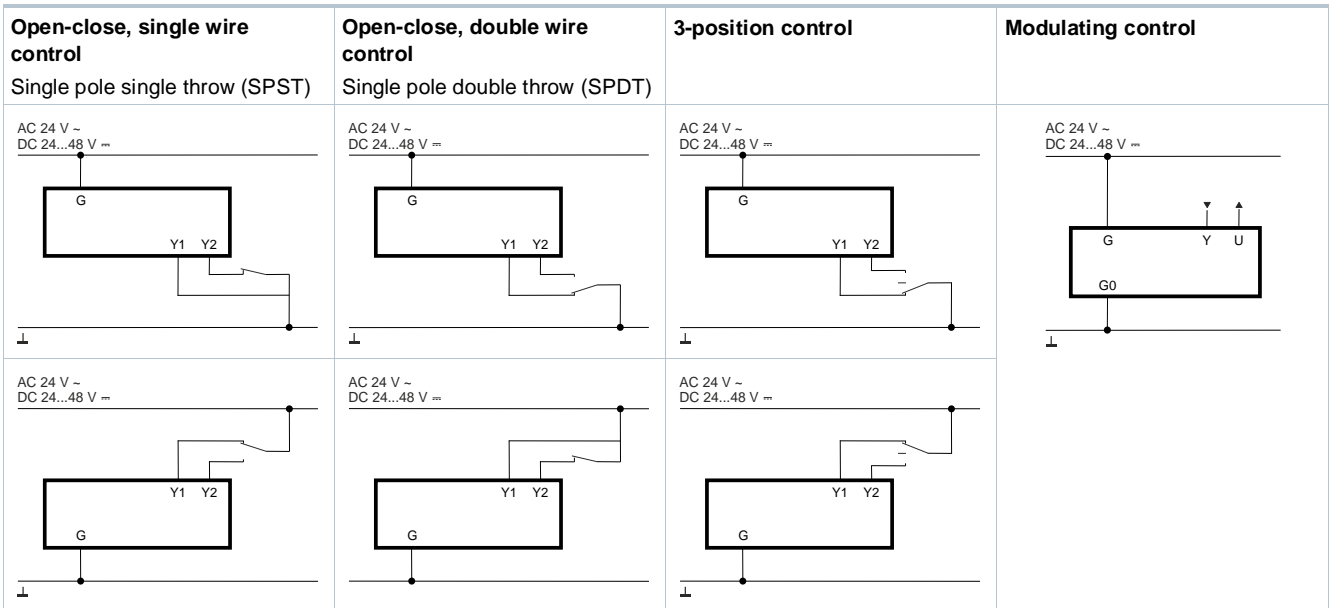 Open-close, single wire
control
Single pole single throw (SPST)
Open-close, double wire
control
Single pole double throw (SPDT)
3-position control
Modulating control
AC 24 V ~
DC 24...48 V ⎓
G
Y1 Y2
AC 24 V ~
DC 24...48 V ⎓
G
Y1 Y2
AC 24 V ~
DC 24...48 V ⎓
G
Y1 Y2
AC 24 V ~
DC 24...48 V ⎓
G Y U
G0
AC 24 V ~
DC 24...48 V ⎓
Y1 Y2
G
AC 24 V ~
DC 24...48 V ⎓
Y1 Y2
G
AC 24 V ~
DC 24...48 V ⎓
Y1 Y2
G